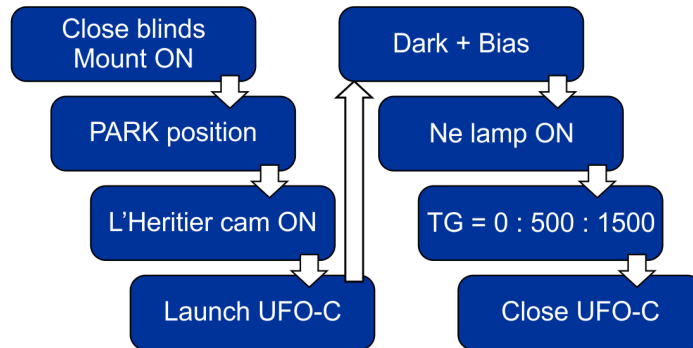 Close blinds
Mount ON
PARK position
L'Heritier cam ON
Launch UFO-C
Dark + Bias
Ne lamp ON
TG = 0 : 500 : 1500
Close UFO-C